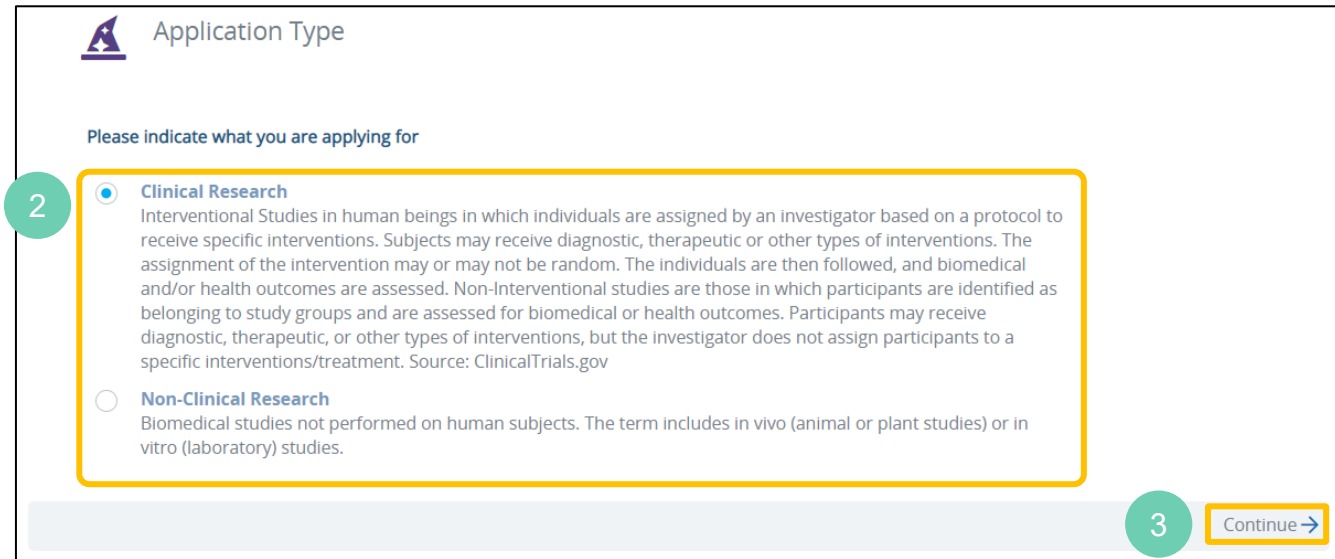 Application Type
Please indicate what you are applying for
2
Clinical Research
Interventional Studies in human beings in which individuals are assigned by an investigator based on a protocol to
receive specific interventions. Subjects may receive diagnostic, therapeutic or other types of interventions. The
assignment of the intervention may or may not be random. The individuals are then followed, and biomedical
and/or health outcomes are assessed. Non-Interventional studies are those in which participants are identified as
belonging to study groups and are assessed for biomedical or health outcomes. Participants may receive
diagnostic, therapeutic, or other types of interventions, but the investigator does not assign participants to a
specific interventions/treatment. Source: ClinicalTrials.gov
Non-Clinical Research
Biomedical studies not performed on human subjects. The term includes in vivo (animal or plant studies) or in
vitro (laboratory) studies.
3
Continue